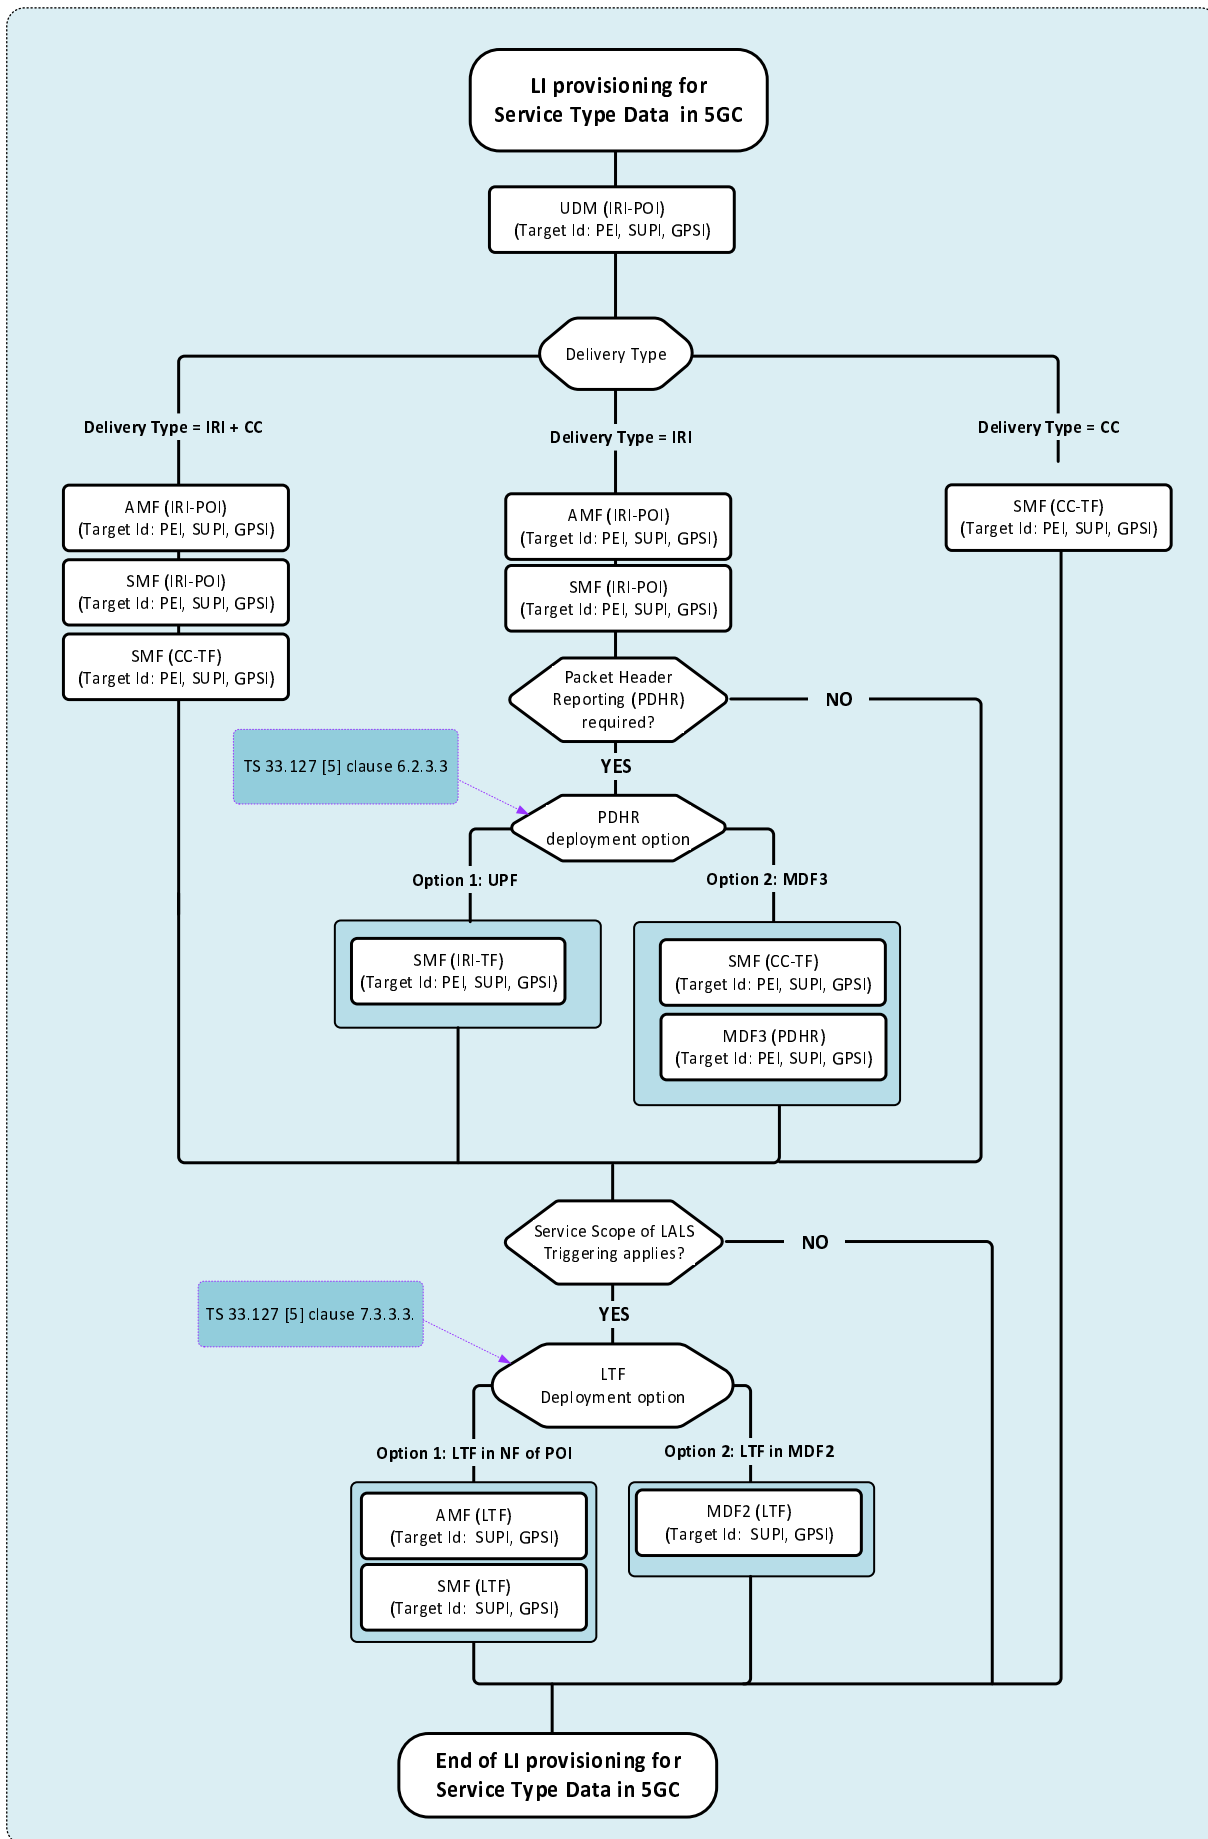 LI provisioning for
Service Type Data in 5GC
UDM (IRI-POI)
(Target Id: PEI, SUPI, GPSI)
Delivery Type
Delivery Type = IRI + CC
Delivery Type = IRI
Delivery Type = CC
AMF (IRI-POI)
(Target Id: PEI, SUPI, GPSI)
SMF (IRI-POI)
(Target Id: PEI, SUPI, GPSI)
SMF (CC-TF)
(Target Id: PEI, SUPI, GPSI)
AMF (IRI-POI)
(Target Id: PEI, SUPI, GPSI)
SMF (IRI-POI)
(Target Id: PEI, SUPI, GPSI)
SMF (CC-TF)
(Target Id: PEI, SUPI, GPSI)
Packet Header
Reporting (PDHR)
required?
NO
YES
TS 33.127 [5] clause 6.2.3.3
PDHR
deployment option
Option 1: UPF
Option 2: MDF3
SMF (IRI-TF)
(Target Id: PEI, SUPI, GPSI)
SMF (CC-TF)
(Target Id: PEI, SUPI, GPSI)
MDF3 (PDHR)
(Target Id: PEI, SUPI, GPSI)
Service Scope of LALS
Triggering applies?
NO
YES
TS 33.127 [5] clause 7.3.3.3.
LTF
Deployment option
Option 1: LTF in NF of POI
Option 2: LTF in MDF2
AMF (LTF)
(Target Id: SUPI, GPSI)
SMF (LTF)
(Target Id: SUPI, GPSI)
MDF2 (LTF)
(Target Id: SUPI, GPSI)
End of LI provisioning for
Service Type Data in 5GC